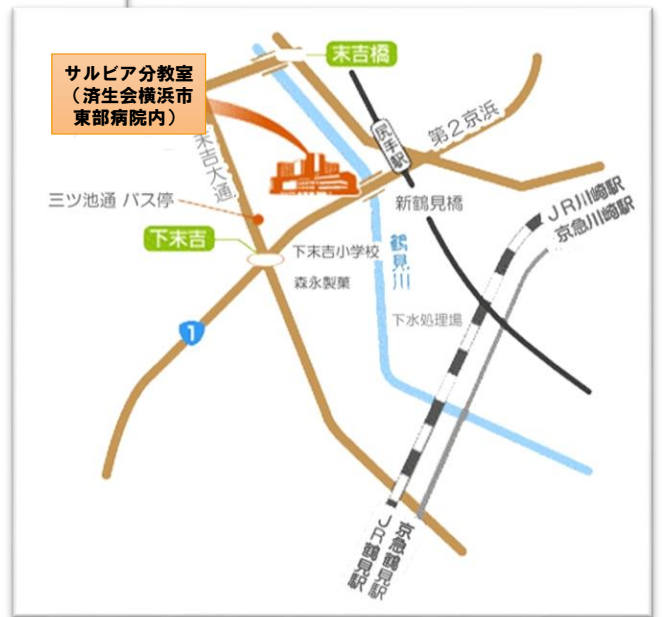 末吉橋
サルビア分教室
（済生会横浜市
東部病院内）
第２京浜
尻手駅
末吉大通
三ツ池通 バス停
新鶴見橋
ＪＲ川崎駅
京急川崎駅
下末吉
下末吉小学校
鶴見川
森永製菓
下水処理場
1
京急鶴見駅
ＪＲ鶴見駅